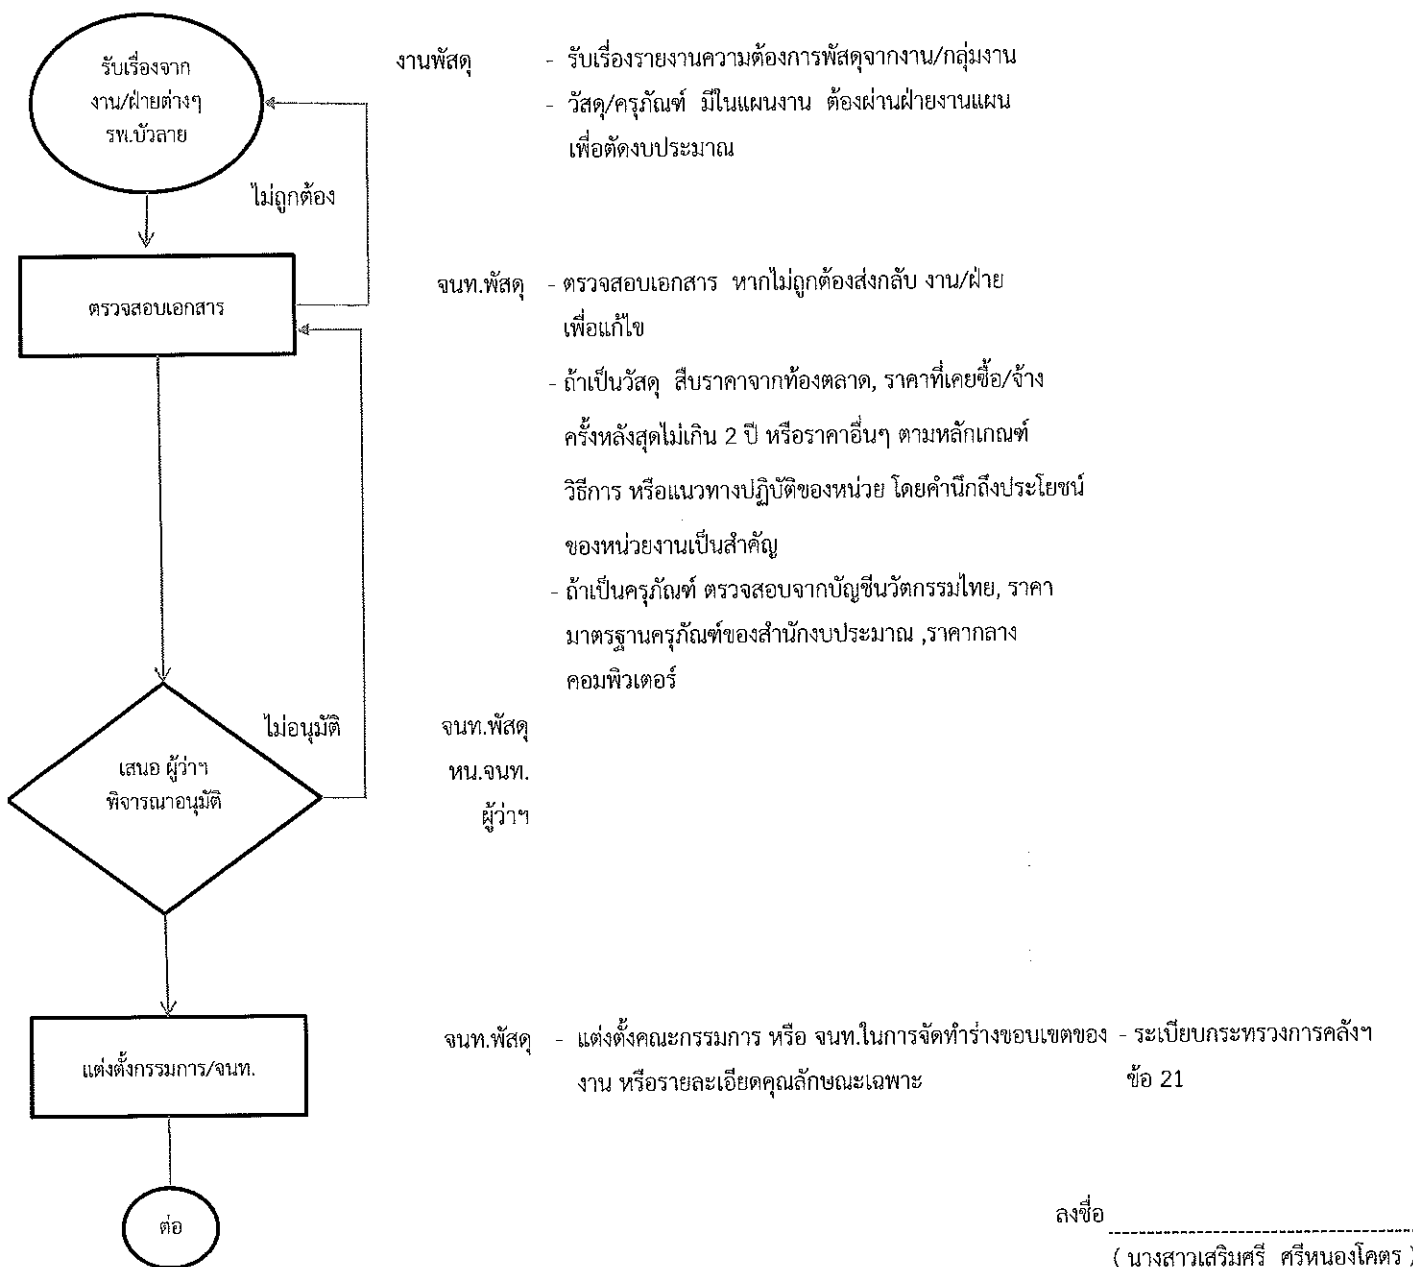 รับเรื่องจาก
งาน/ฝ่ายต่างๆ
รพ.บัวลาย
งานพัสดุ - รับเรื่องรายงานความต้องการพัสดุจากงาน/กลุ่มงาน
- วัสดุ/ครุภัณฑ์ มีในแผนงาน ต้องผ่านฝ่ายงานแผน
เพื่อตัดงบประมาณ
ไม่ถูกต้อง
ตรวจสอบเอกสาร
จนท.พัสดุ - ตรวจสอบเอกสาร หากไม่ถูกต้องส่งกลับ งาน/ฝ่าย
เพื่อแก้ไข
- ถ้าเป็นวัสดุ สืบราคาจากท้องตลาด, ราคาที่เคยซื้อ/จ้าง
ครั้งหลังสุดไม่เกิน 2 ปี หรือราคาอื่นๆ ตามหลักเกณฑ์
วิธีการ หรือแนวทางปฏิบัติของหน่วย โดยคำนึกถึงประโยชน์
ของหน่วยงานเป็นสำคัญ
- ถ้าเป็นครุภัณฑ์ ตรวจสอบจากบัญชีนวัตกรรมไทย, ราคา
มาตรฐานครุภัณฑ์ของสำนักงบประมาณ ,ราคากลาง
คอมพิวเตอร์
ไม่อนุมัติ
เสนอ ผู้ว่าฯ
พิจารณาอนุมัติ
จนท.พัสดุ
หน.จนท.
ผู้ว่าฯ
แต่งตั้งกรรมการ/จนท.
จนท.พัสดุ - แต่งตั้งคณะกรรมการ หรือ จนท.ในการจัดทำร่างขอบเขตของ - ระเบียบกระทรวงการคลังฯ
งาน หรือรายละเอียดคุณลักษณะเฉพาะ ข้อ 21
ต่อ
ลงชื่อ
( นางสาวเสริมศรี ศรีหนองโคตร )